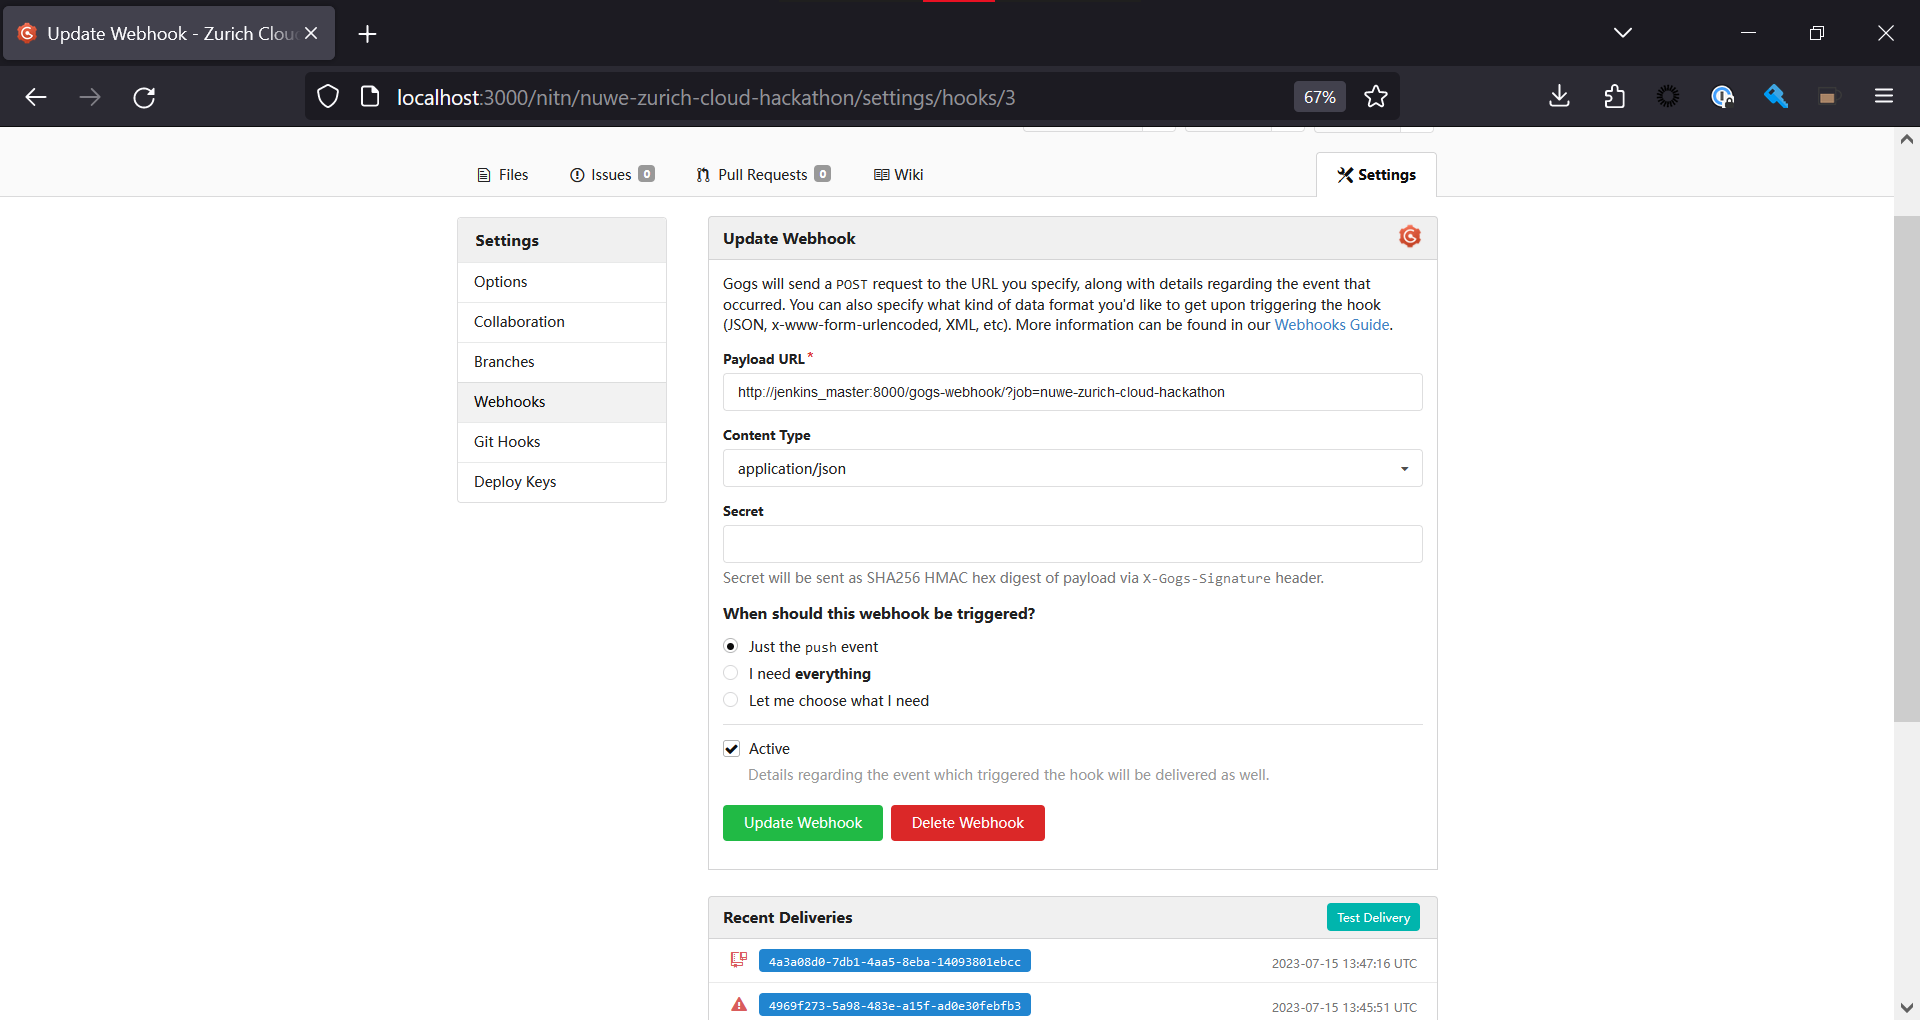 Update Webhook - Zurich Clou
localhost:3000/nitn/nuwe-zurich-cloud-hackathon/settings/hooks/3
67%
Files
Issues 0
Pull Requests 0
Wiki
Settings
Settings
Options
Collaboration
Branches
Webhooks
Git Hooks
Deploy Keys
Update Webhook
Gogs will send a POST request to the URL you specify, along with details regarding the event that
occurred. You can also specify what kind of data format you'd like to get upon triggering the hook
(JSON, x-www-form-urlencoded, XML, etc). More information can be found in our Webhooks Guide.
Payload URL*
http://jenkins_master:8000/gogs-webhook/?job=nuwe-zurich-cloud-hackathon
Content Type
application/json
Secret
Secret will be sent as SHA256 HMAC hex digest of payload via X-Gogs-Signature header.
When should this webhook be triggered?
Just the push event
I need everything
Let me choose what I need
Active
Details regarding the event which triggered the hook will be delivered as well.
Update Webhook
Delete Webhook
Recent Deliveries
Test Delivery
4a3a08d0-7db1-4aa5-8eba-14093801ebcc
2023-07-15 13:47:16 UTC
4969f273-5a98-483e-a15f-ad0e30febfb3
2023-07-15 13:45:51 UTC